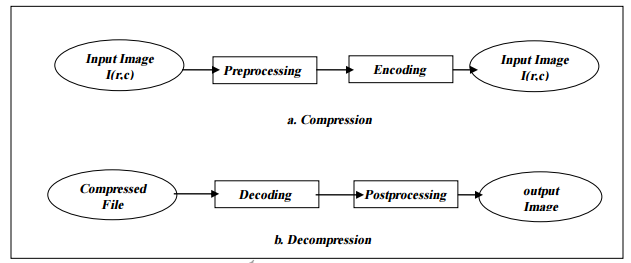 Input Image
I(r,c)
Preprocessing
Encoding
Input Image
I(r,c)
a. Compression
Compressed
File
Decoding
Postprocessing
output
Image
b. Decompression